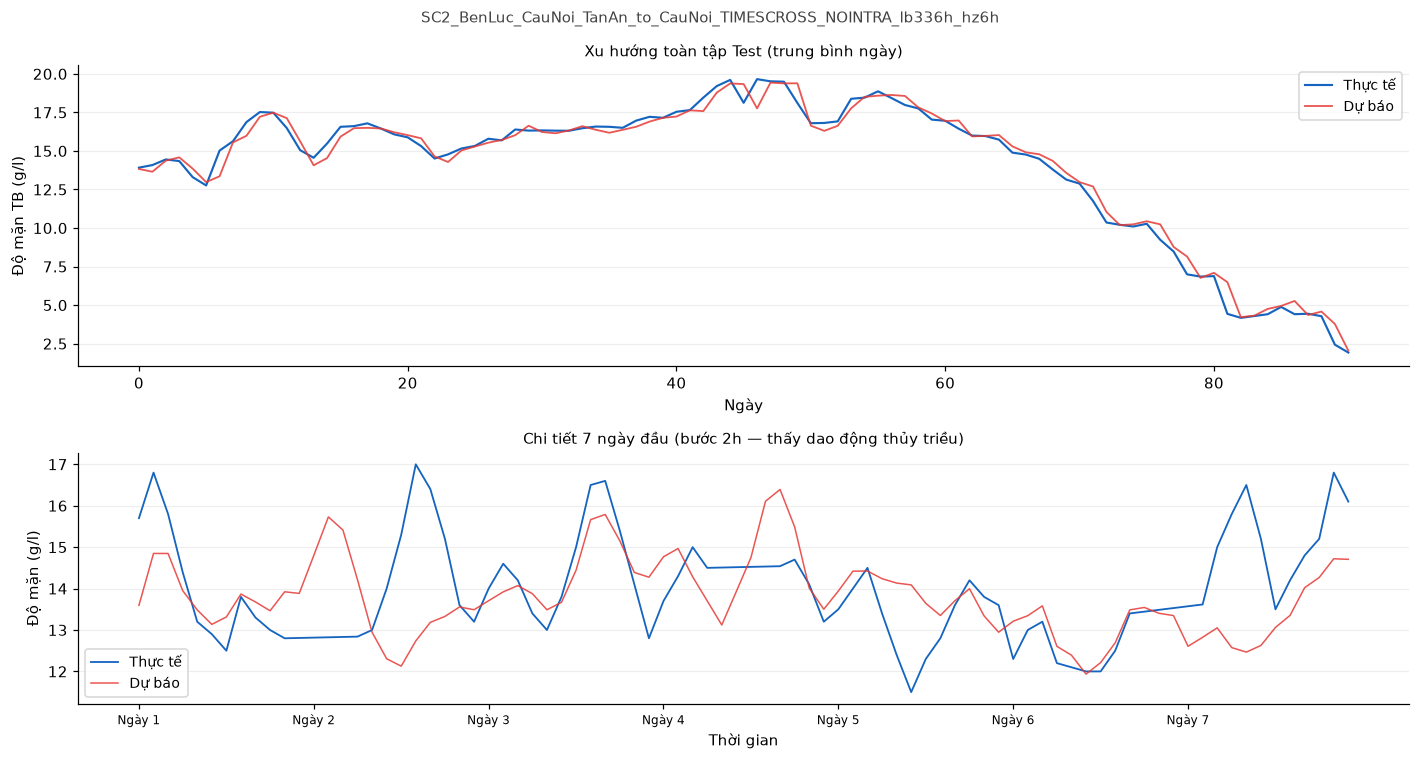 SC2_BenLuc_CauNoi_TanAn_to_CauNoi_TIMESCROSS_NOINTRA_lb336h_hz6h
Xu hướng toàn tập Test (trung bình ngày)
Độ mặn TB (g/l)
20.0
17.5
15.0
12.5
10.0
7.5
5.0
2.5
Thực tế
Dự báo
0 20 40 60 80
Ngày
Chi tiết 7 ngày đầu (bước 2h — thấy dao động thủy triều)
Độ mặn (g/l)
17
16
15
14
13
12
Thực tế
Dự báo
Ngày 1 Ngày 2 Ngày 3 Ngày 4 Ngày 5 Ngày 6 Ngày 7
Thời gian